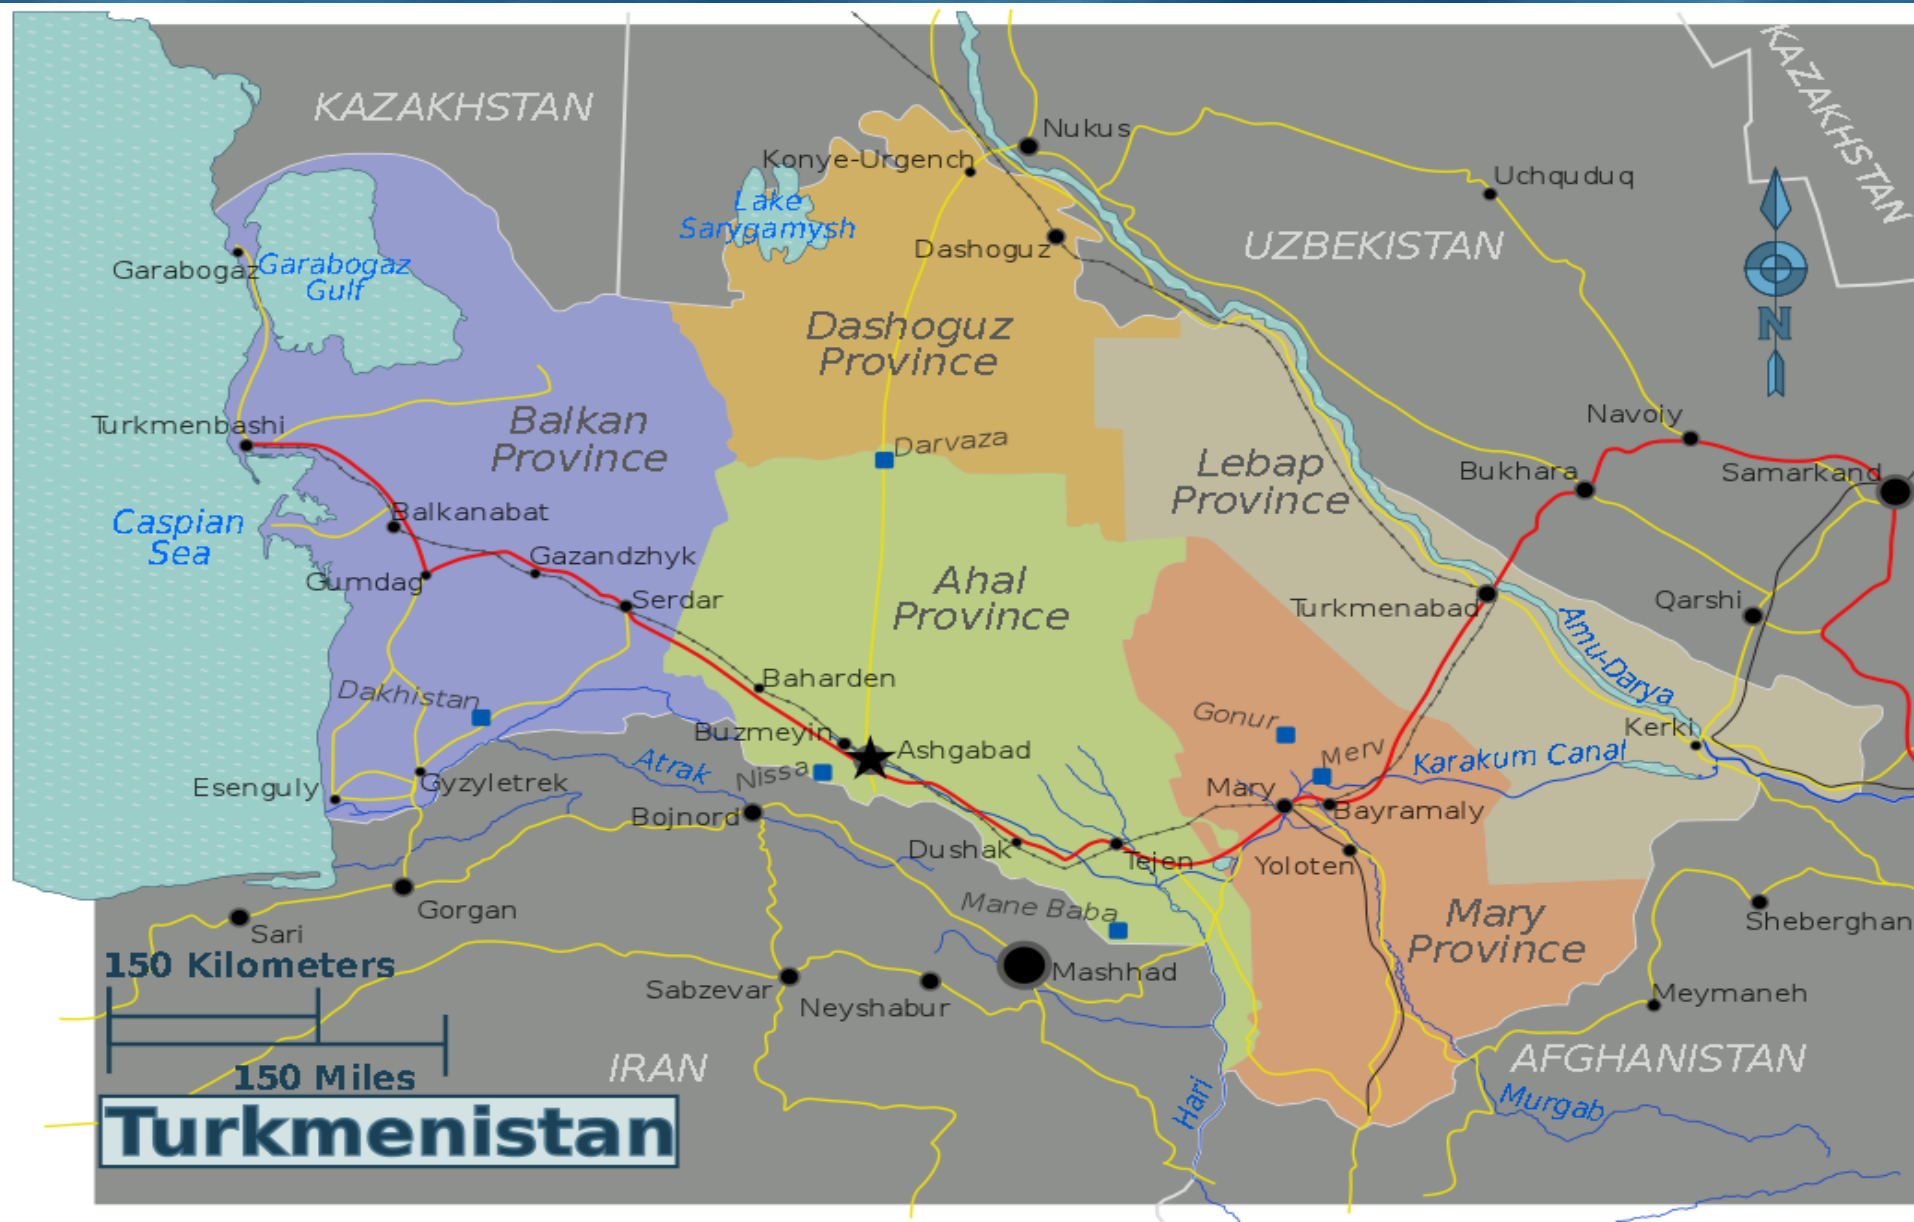 KAZAKHSTAN
KAZAKHSTAN
Nukus
Konye-Urgench
Uchquduq
Lake
Sarygamysh
Dashoguz
UZBEKISTAN
Garabogaz
Garabogaz
Gulf
Dashoguz
Province
Turkmenbashi
Balkan
Province
Darvaza
Navoiy
Lebap
Province
Bukhara
Samarkand
Caspian
Sea
Balkanabat
Gazandzhyk
Gumdag
Serdar
Ahal
Province
Turkmenabad
Qarshi
Amu-Darya
Baharden
Dakhistan
Gonur
Buzmeyin
Ashgabad
Kerki
Merv
Karakum Canal
Atrak
Nissa
Esenguly
Gyzyletrek
Mary
Bayramaly
Bojnord
Dushak
Tejen
Yoloten
Gorgan
Mane Baba
Mary
Province
Sheberghan
Sari
150 Kilometers
Mashhad
Sabzevar
Neyshabur
Meymaneh
150 Miles
IRAN
AFGHANISTAN
Hari
Murgab
Turkmenistan
N